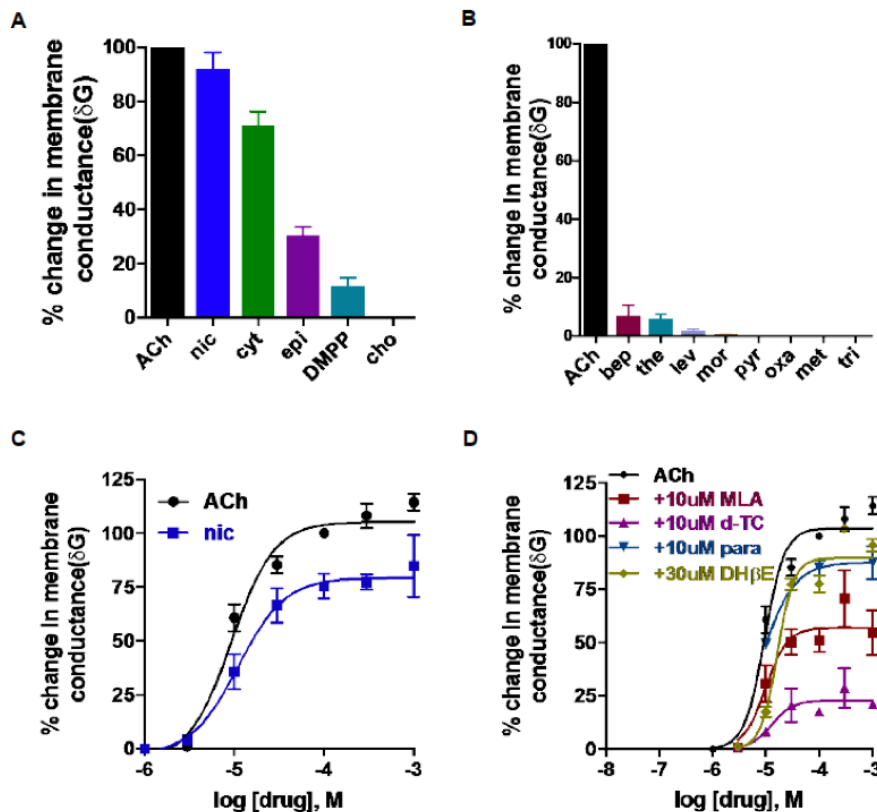 A
% change in membrane
conductance(δG)
100
80
60
40
20
0
ACh
nic
cyt
epi
DMPP
cho
B
% change In membrane
conductance(δG)
100
80
60
40
20
0
ACh
bep
the
lev
mor
pyr
oxa
met
tri
C
% change In membrane
conductance(δG)
125
100
75
50
25
0
ACh
nic
-6
-5
-4
-3
log [drug], M
D
% change In membrane
conductance(δG)
125
100
75
50
25
0
ACh
+10uM MLA
+10uM d-TC
+10uM para
+30uM DHβE
-8
-7
-6
-5
-4
-3
log [drug], M